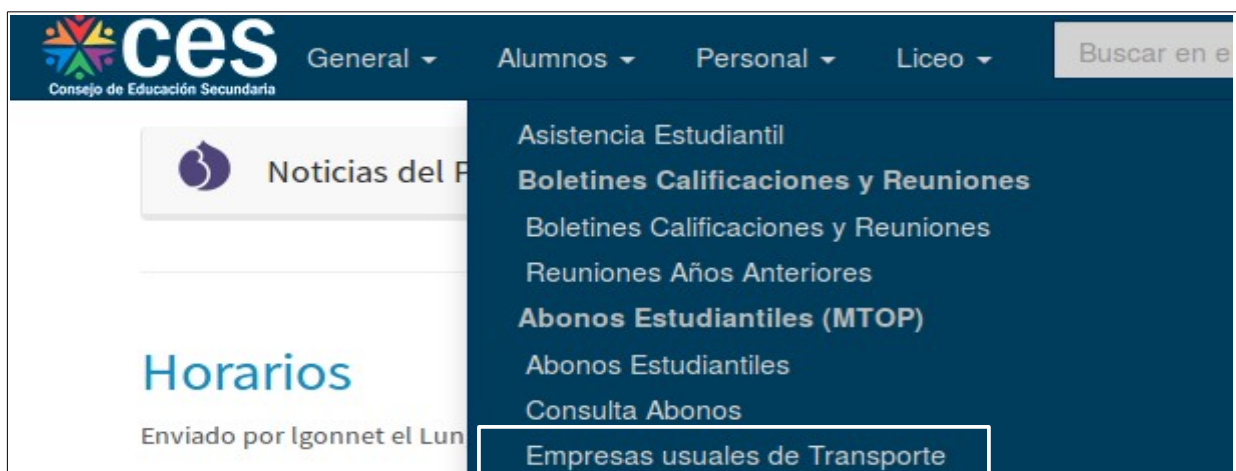 ces
Consejo de Educación Secundaria
General Alumnos Personal Liceo Buscar en e
Noticias del P
Horarios
Enviado por lgonnet el Lun
Asistencia Estudiantil
Boletines Calificaciones y Reuniones
Boletines Calificaciones y Reuniones
Reuniones Años Anteriores
Abonos Estudiantiles (MTOP)
Abonos Estudiantiles
Consulta Abonos
Empresas usuales de Transporte